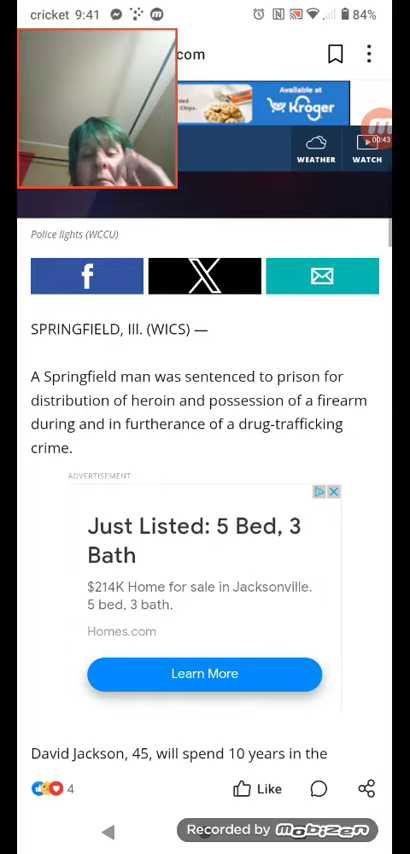 cricket 9:41 84%
.com
Available at
Kroger
Chips.
00:43
WEATHER WATCH
Police lights (WCCU)
SPRINGFIELD, Ill. (WICS) —
A Springfield man was sentenced to prison for
distribution of heroin and possession of a firearm
during and in furtherance of a drug-trafficking
crime.
ADVERTISEMENT
Just Listed: 5 Bed, 3
Bath
$214K Home for sale in Jacksonville.
5 bed, 3 bath.
Homes.com
Learn More
David Jackson, 45, will spend 10 years in the
4 Like
Recorded by mobizen